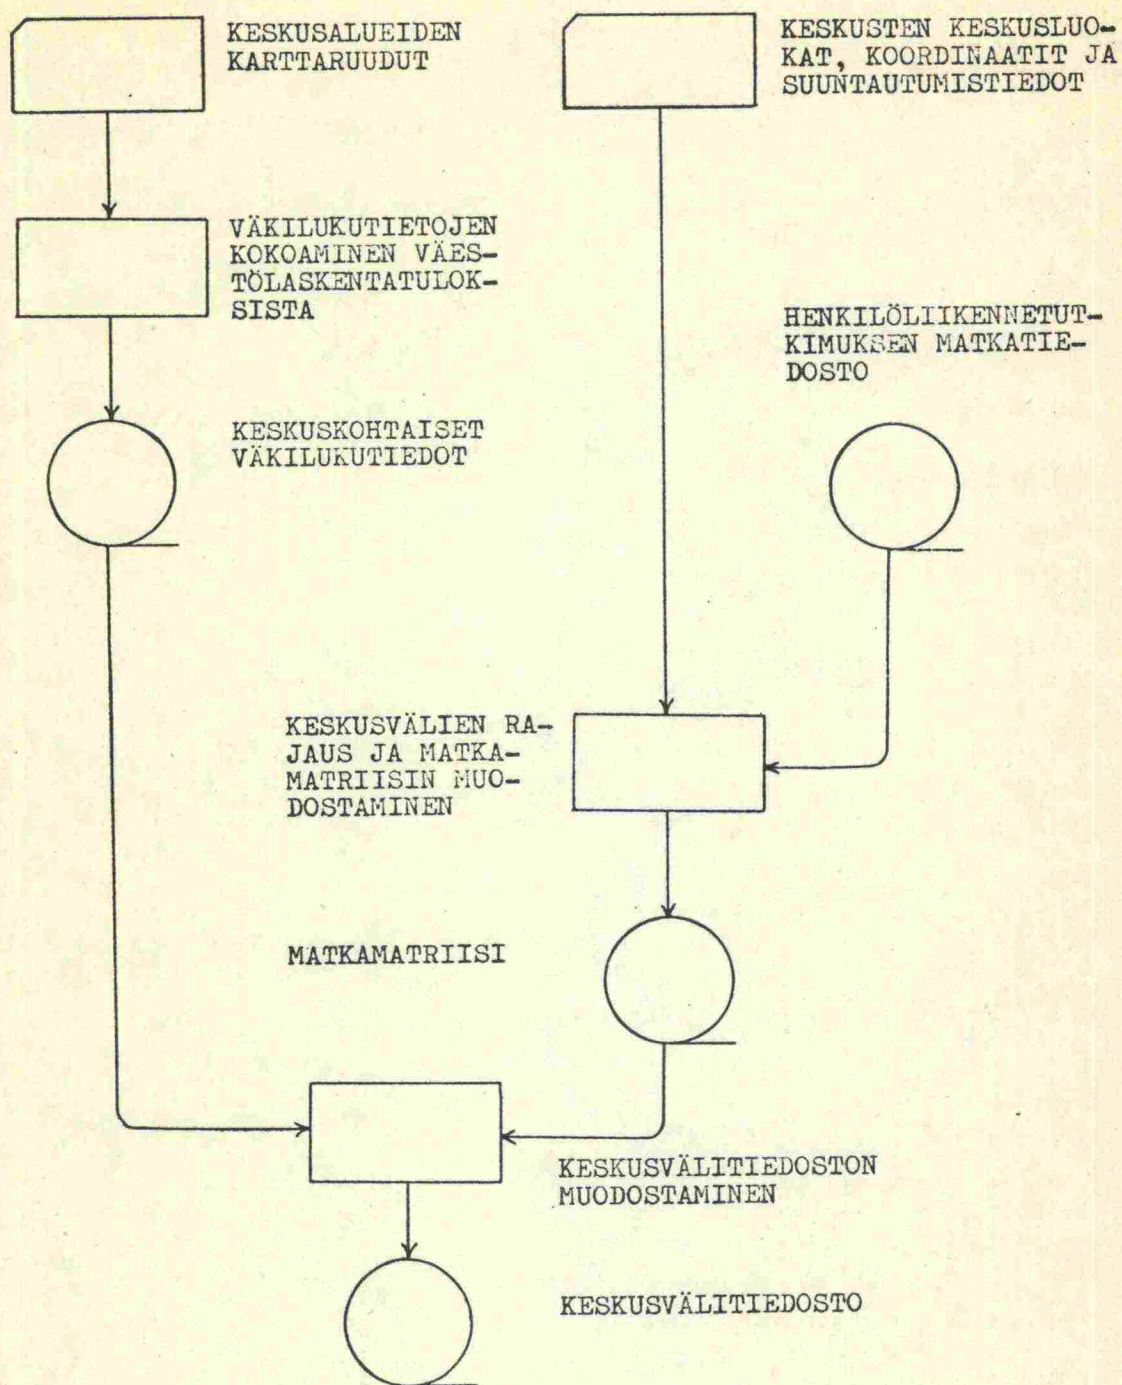 KESKUSALUEIDEN
KARTTARUUDUT
KESKUSTEN KESKUSLUO-
KAT, KOORDINAATIT JA
SUUNTAUTUMISTIEDOT
VÄKILUKUTIETOJEN
KOKOAMINEN VÄES-
TÖLASKENTATULOK-
SISTA
HENKILÖLIIKENNETUT-
KIMUKSEN MATKATIE-
DOSTO
KESKUSKOHTAISET
VÄKILUKUTIEDOT
KESKUSVÄLIEN RA-
JAUS JA MATKA-
MATRIISIN MUO-
DOSTAMINEN
MATKAMATRIISI
KESKUSVÄLITIEDOSTON
MUODOSTAMINEN
KESKUSVÄLITIEDOSTO